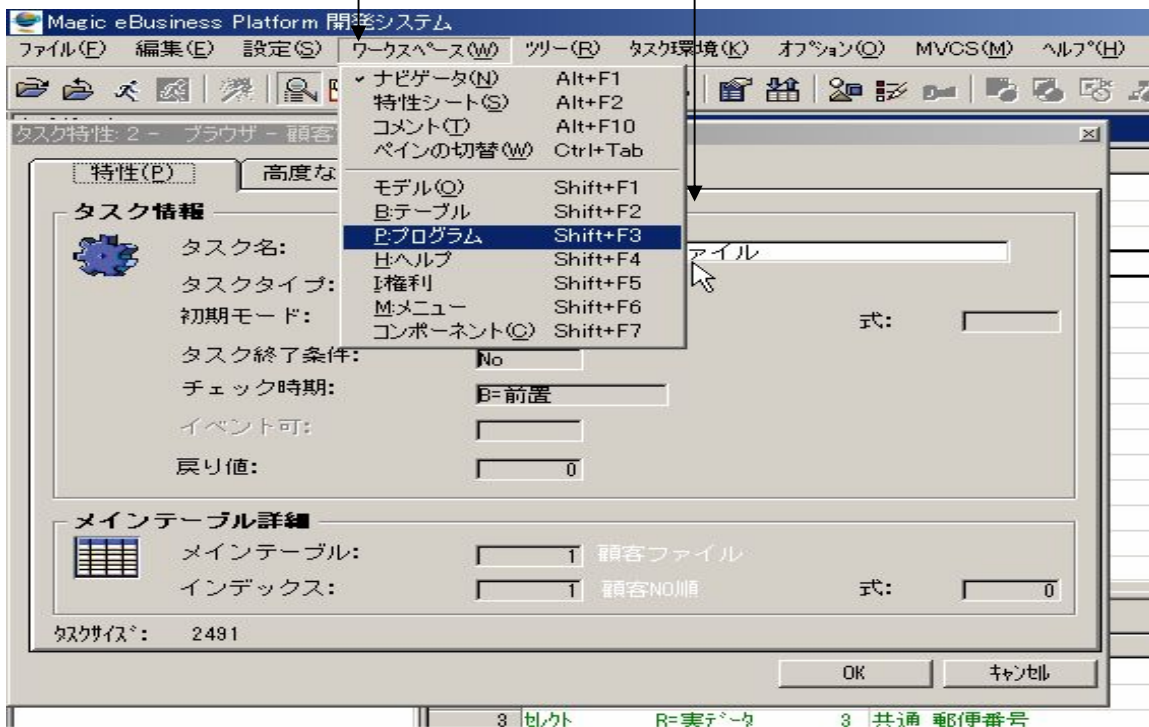 Magic eBusiness Platform 開発システム
ファイル(F) 編集(E) 設定(S) ワークスペース(W) ツリー(R) タスク環境(K) オプション(O) MVCS(M) ヘルプ(H)
ナビゲータ(N) Alt+F1
特性シート(S) Alt+F2
コメント(T) Alt+F10
ペインの切替(W) Ctrl+Tab
モデル(O) Shift+F1
B:テーブル Shift+F2
P:プログラム Shift+F3
H:ヘルプ Shift+F4
I:権利 Shift+F5
M:メニュー Shift+F6
コンポーネント(C) Shift+F7
タスク特性: 2 - ブラウザ - 顧客
特性(P) 高度な
タスク情報
タスク名: ァイル
タスクタイプ:
初期モード: 式:
タスク終了条件: No
チェック時期: B=前置
イベント可:
戻り値: 0
メインテーブル詳細
メインテーブル: 1 顧客ファイル
インデックス: 1 顧客NO順 式: 0
タスクサイズ: 2491
OK キャンセル
3 セレクト R=実データ 3 共通 郵便番号